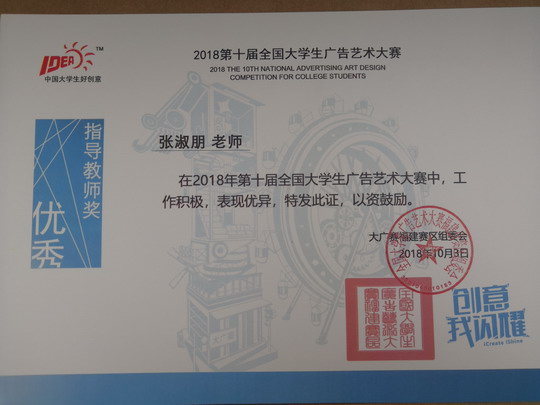 IDEA TM
中国大学生好创意
2018第十届全国大学生广告艺术大赛
2018 THE 10TH NATIONAL ADVERTISING ART DESIGN
COMPETITION FOR COLLEGE STUDENTS
指导教师奖
优秀
张淑朋 老师
在2018年第十届全国大学生广告艺术大赛中，工
作积极，表现优异，特发此证，以资鼓励。
大广赛福建赛区组委会
2018年10月8日
创意
我闪耀
iCreate iShine